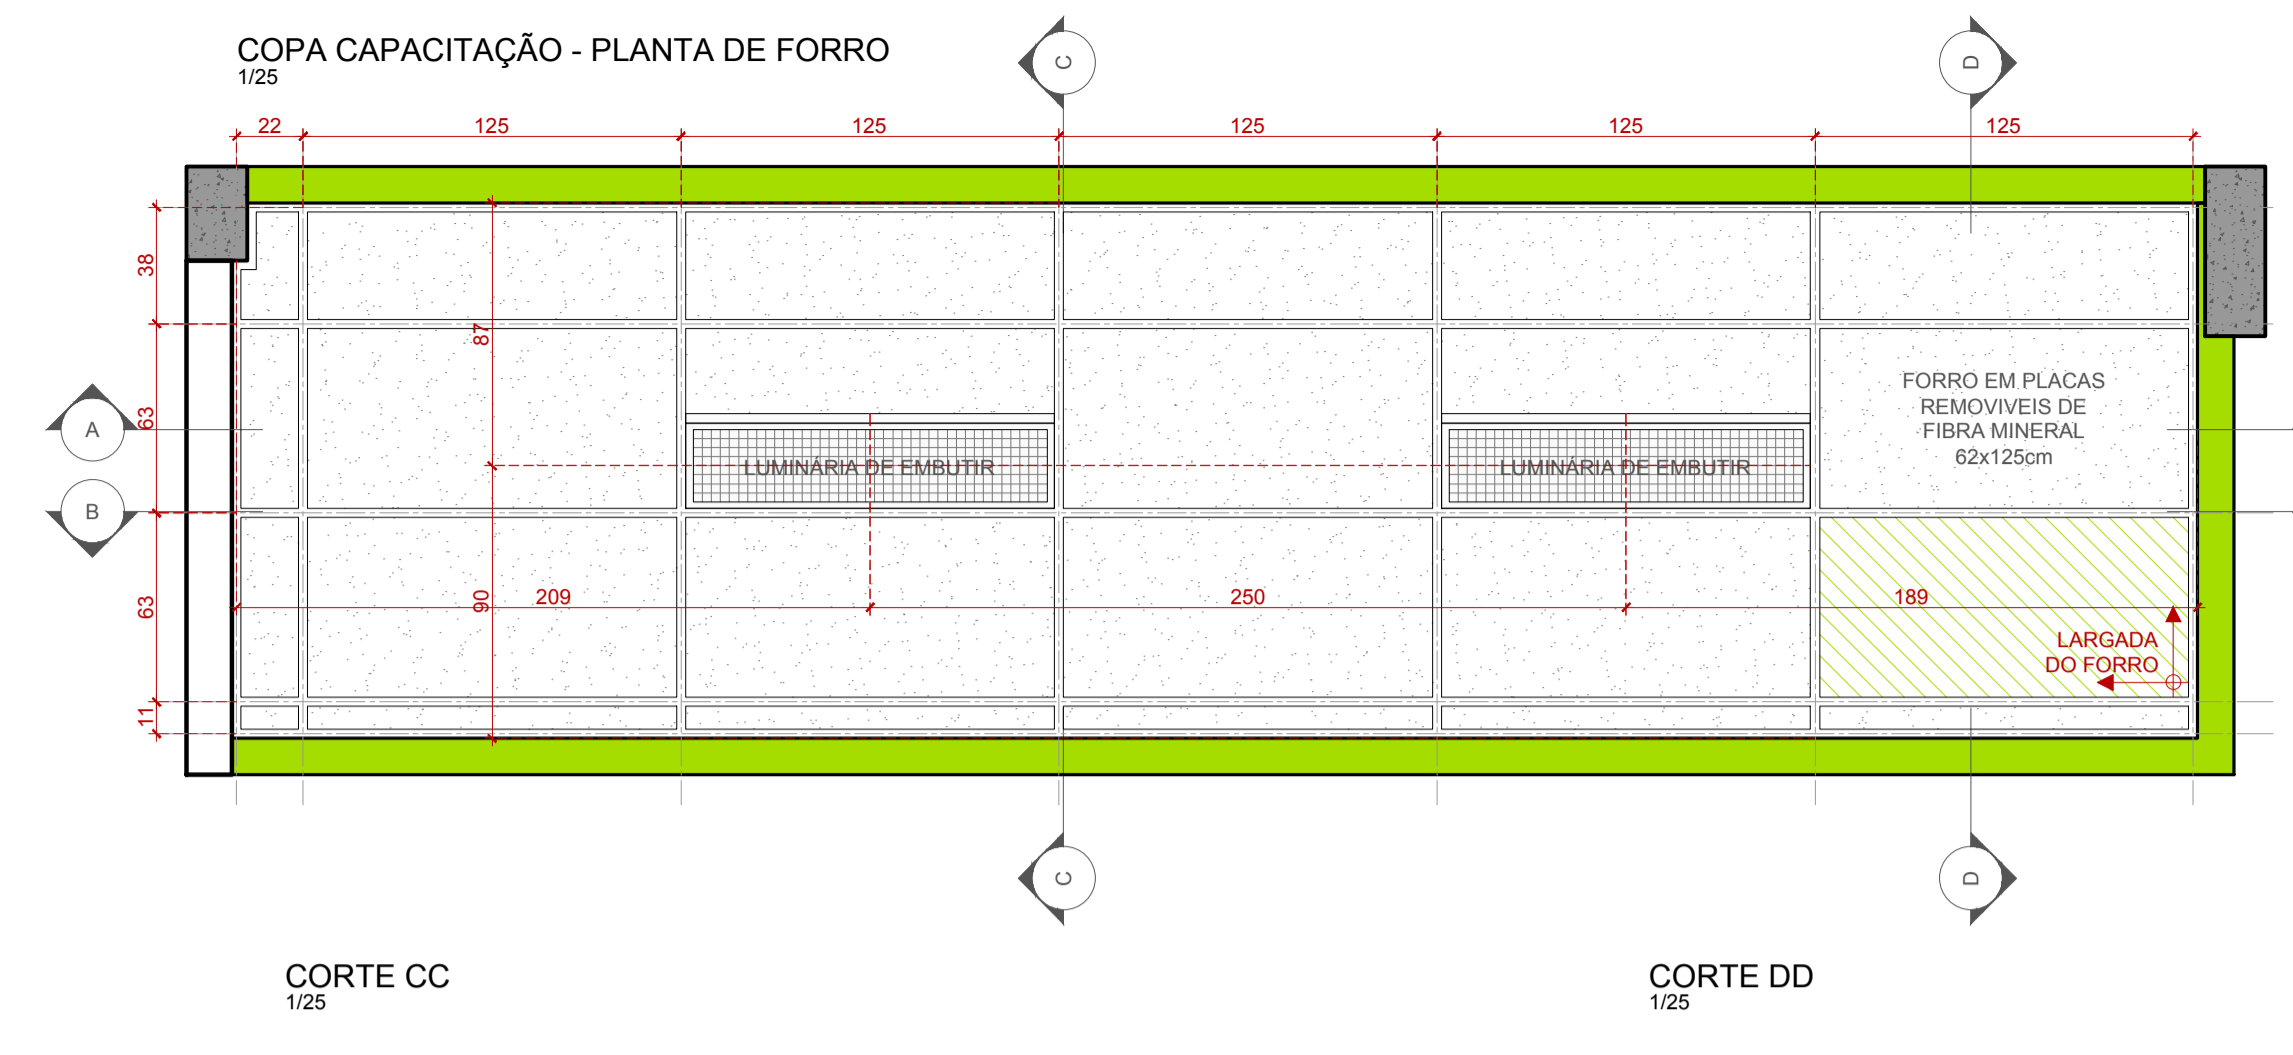 COPA CAPACITAÇÃO - PLANTA DE FORRO
1/25
C
D
22
125
125
125
125
125
38
87
63
A
B
FORRO EM PLACAS
REMOVIVEIS DE
FIBRA MINERAL
62x125cm
LUMINÁRIA DE EMBUTIR
LUMINÁRIA DE EMBUTIR
63
90
209
250
189
LARGADA
DO FORRO
11
C
D
CORTE CC
1/25
CORTE DD
1/25